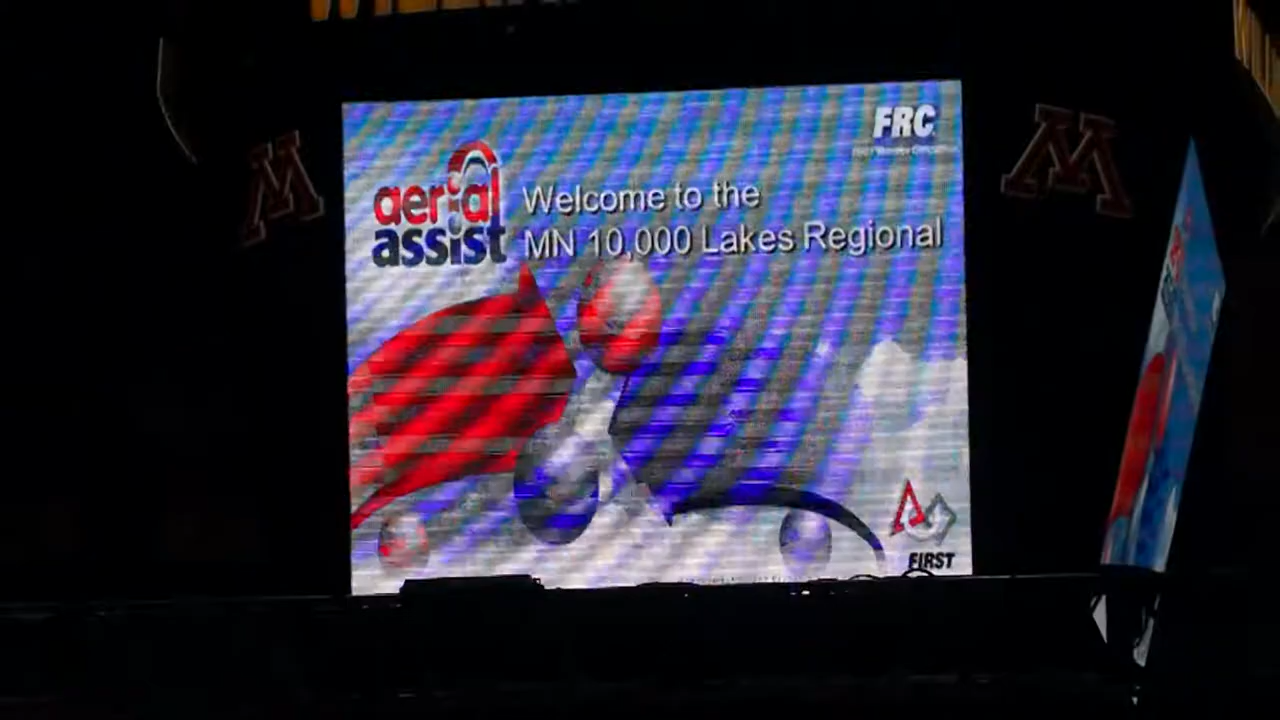 M
M
FRC
aerial
assist
Welcome to the
MN 10,000 Lakes Regional
FIRST